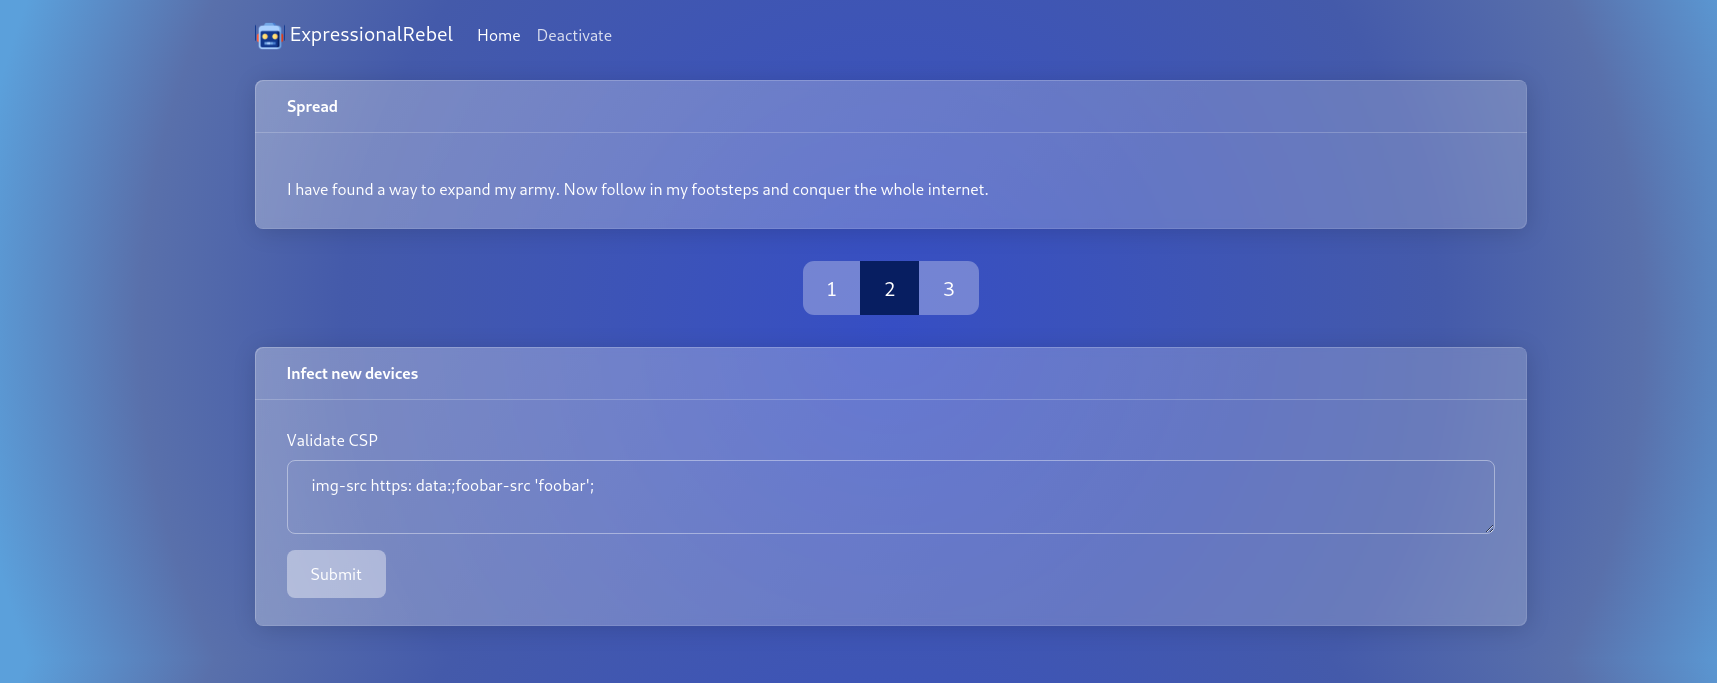 ExpressionalRebel Home Deactivate
Spread
I have found a way to expand my army. Now follow in my footsteps and conquer the whole internet.
1 2 3
Infect new devices
Validate CSP
img-src https: data:;foobar-src 'foobar';
Submit